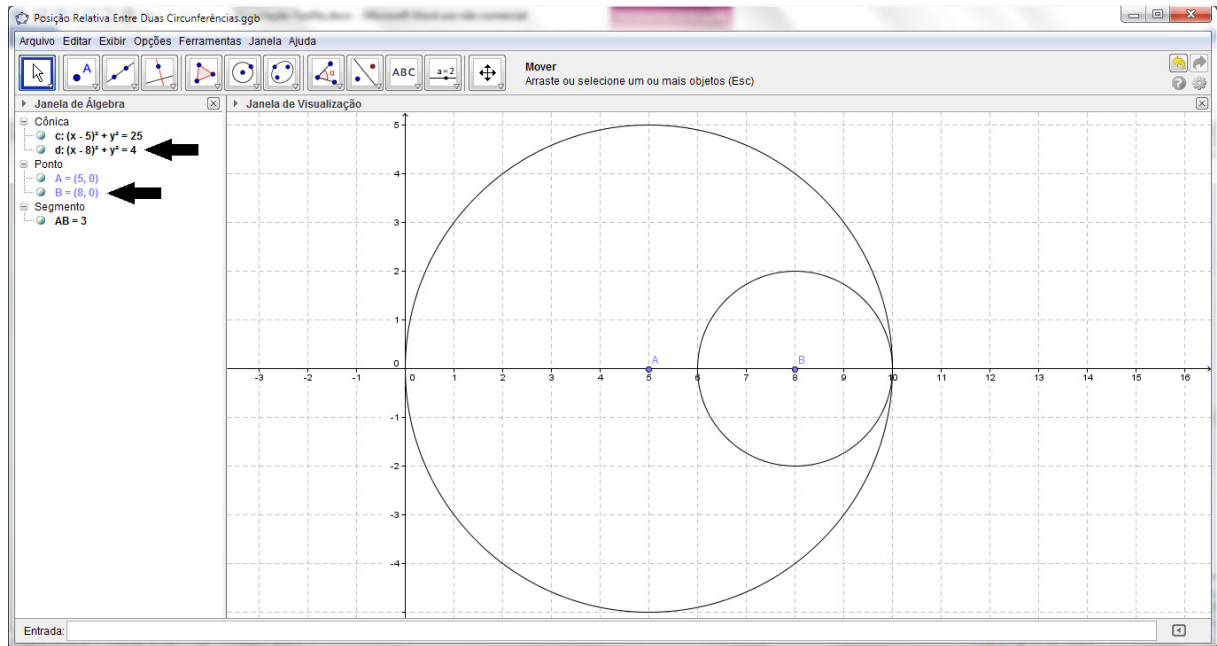 Posição Relativa Entre Duas Circunferências.ggb
Arquivo Editar Exibir Opções Ferramentas Janela Ajuda
A
α
ABC
a=2
Mover
Arraste ou selecione um ou mais objetos (Esc)
Janela de Álgebra
Janela de Visualização
Cônica
c: (x - 5)² + y² = 25
d: (x - 8)² + y² = 4
Ponto
A = (5, 0)
B = (8, 0)
Segmento
AB = 3
5
4
3
2
1
0
-1
-2
-3
-4
-3 -2 -1 0 1 2 3 4 5 6 7 8 9 10 11 12 13 14 15 16
A
B
Entrada: